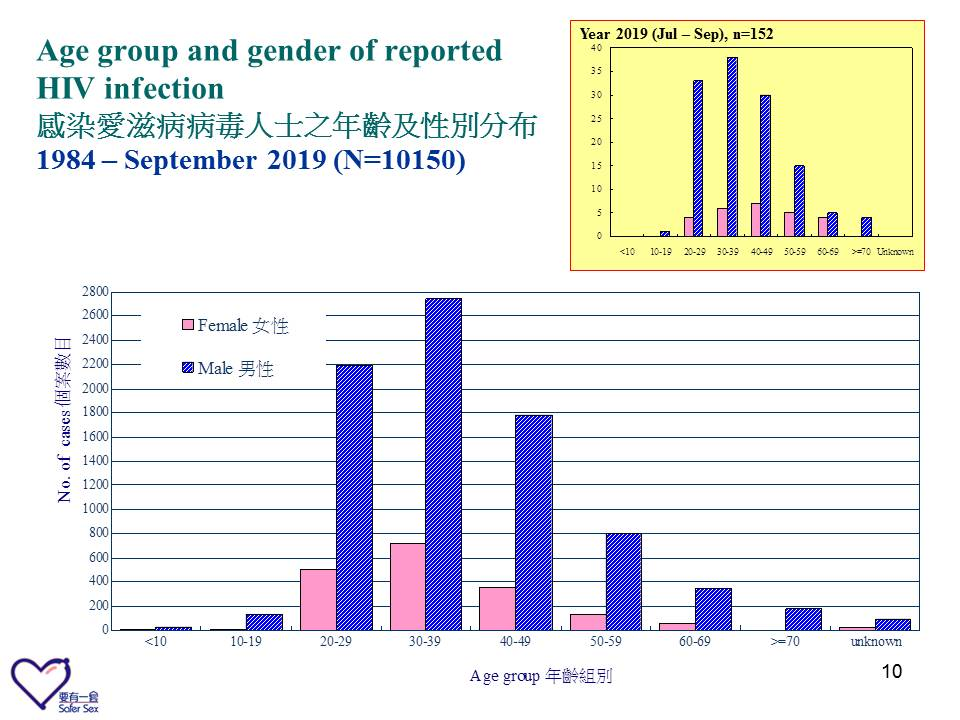 Age group and gender of reported
HIV infection
感染愛滋病病毒人士之年齡及性別分布
1984 – September 2019 (N=10150)
Year 2019 (Jul – Sep), n=152
40
35
30
25
20
15
10
5
0
<10 10-19 20-29 30-39 40-49 50-59 60-69 >=70 Unknown
No. of cases 個案數目
2800
2600
2400
2200
2000
1800
1600
1400
1200
1000
800
600
400
200
0
Female 女性
Male 男性
<10 10-19 20-29 30-39 40-49 50-59 60-69 >=70 unknown
Age group 年齡組別
要有一套
Safer Sex
10